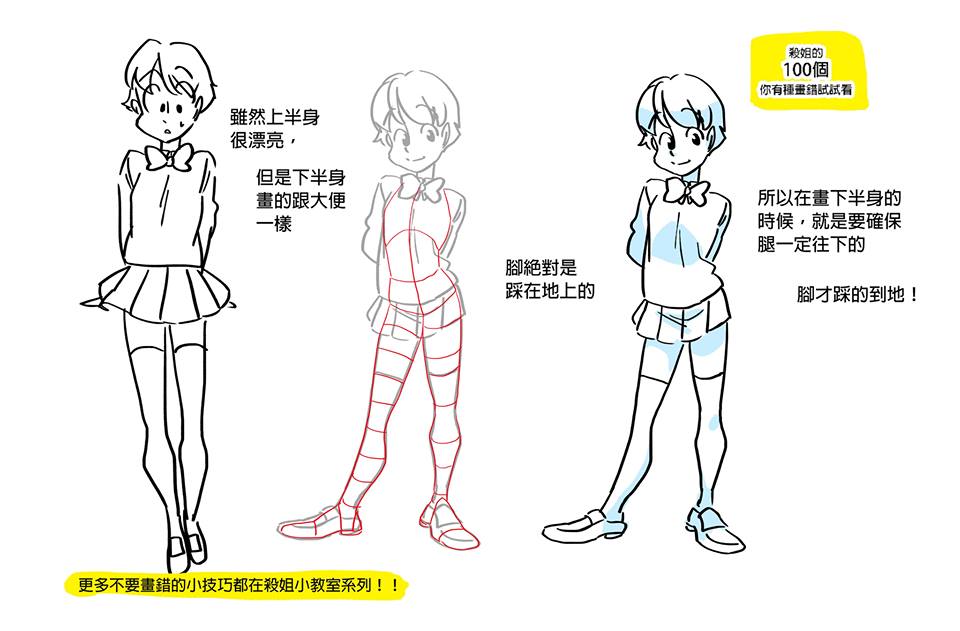 殺姐的
100個
你有種畫錯試試看
雖然上半身
很漂亮，
但是下半身
畫的跟大便
一樣
腳絕對是
踩在地上的
所以在畫下半身的
時候，就是要確保
腿一定往下的
腳才踩的到地！
更多不要畫錯的小技巧都在殺姐小教室系列！！